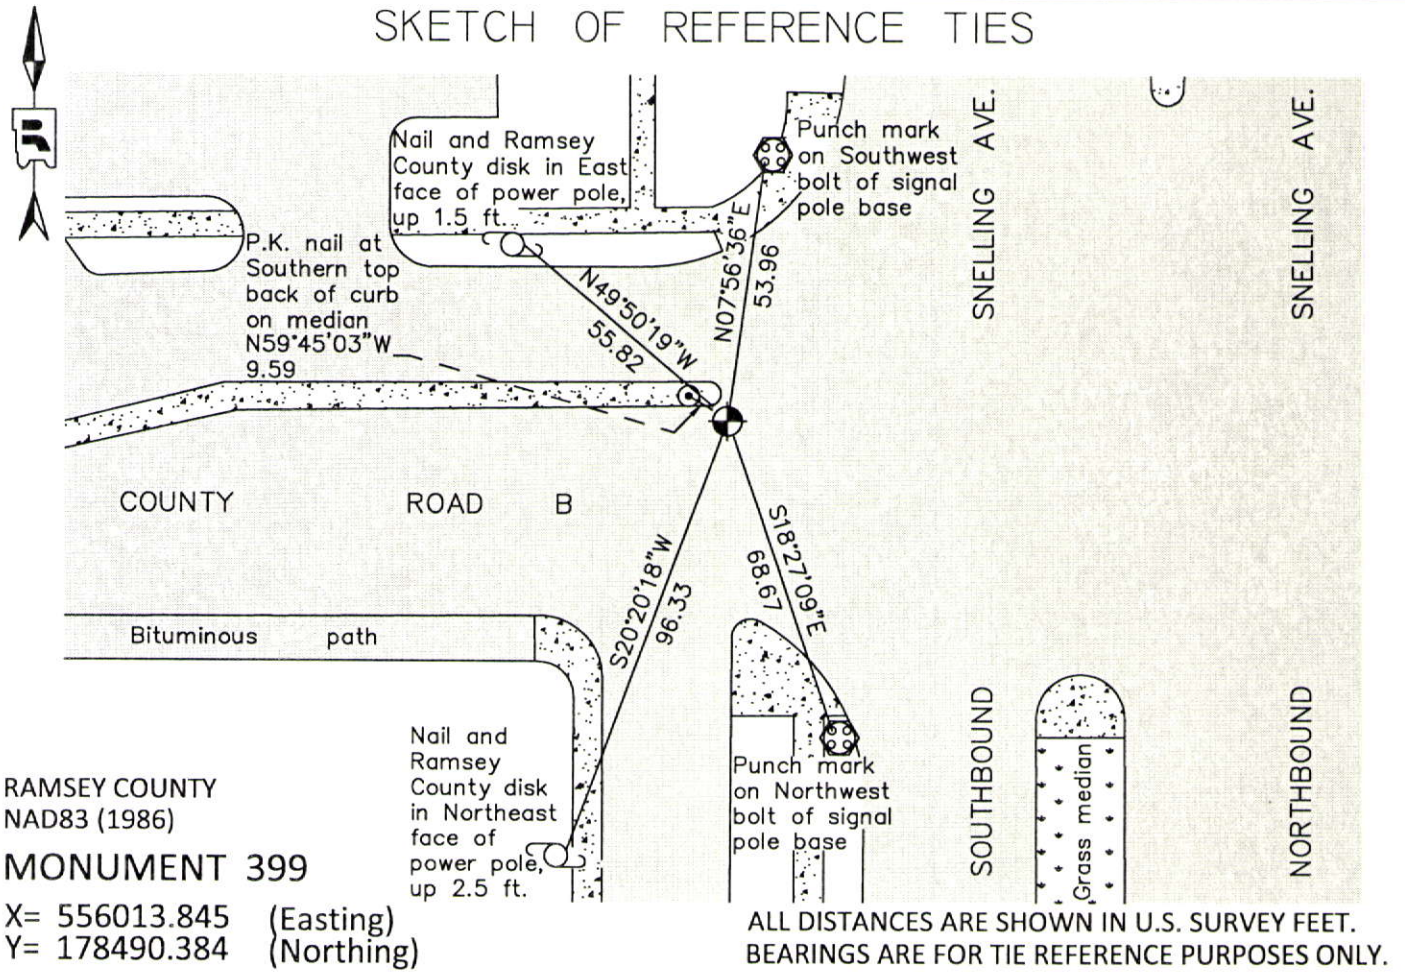 SKETCH OF REFERENCE TIES
Nail and Ramsey
County disk in East
face of power pole,
up 1.5 ft.
Punch mark
on Southwest
bolt of signal
pole base
SNELLING AVE.
SNELLING AVE.
P.K. nail at
Southern top
back of curb
on median
N59°45'03"W
9.59
N49°50'19"W
55.82
N07°56'36"E
53.96
COUNTY ROAD B
S20°20'18"W
96.33
S18°27'09"E
68.67
Bituminous path
Nail and
Ramsey
County disk
in Northeast
face of
power pole,
up 2.5 ft.
Punch mark
on Northwest
bolt of signal
pole base
SOUTHBOUND
Grass median
NORTHBOUND
RAMSEY COUNTY
NAD83 (1986)
MONUMENT 399
X= 556013.845 (Easting)
Y= 178490.384 (Northing)
ALL DISTANCES ARE SHOWN IN U.S. SURVEY FEET.
BEARINGS ARE FOR TIE REFERENCE PURPOSES ONLY.